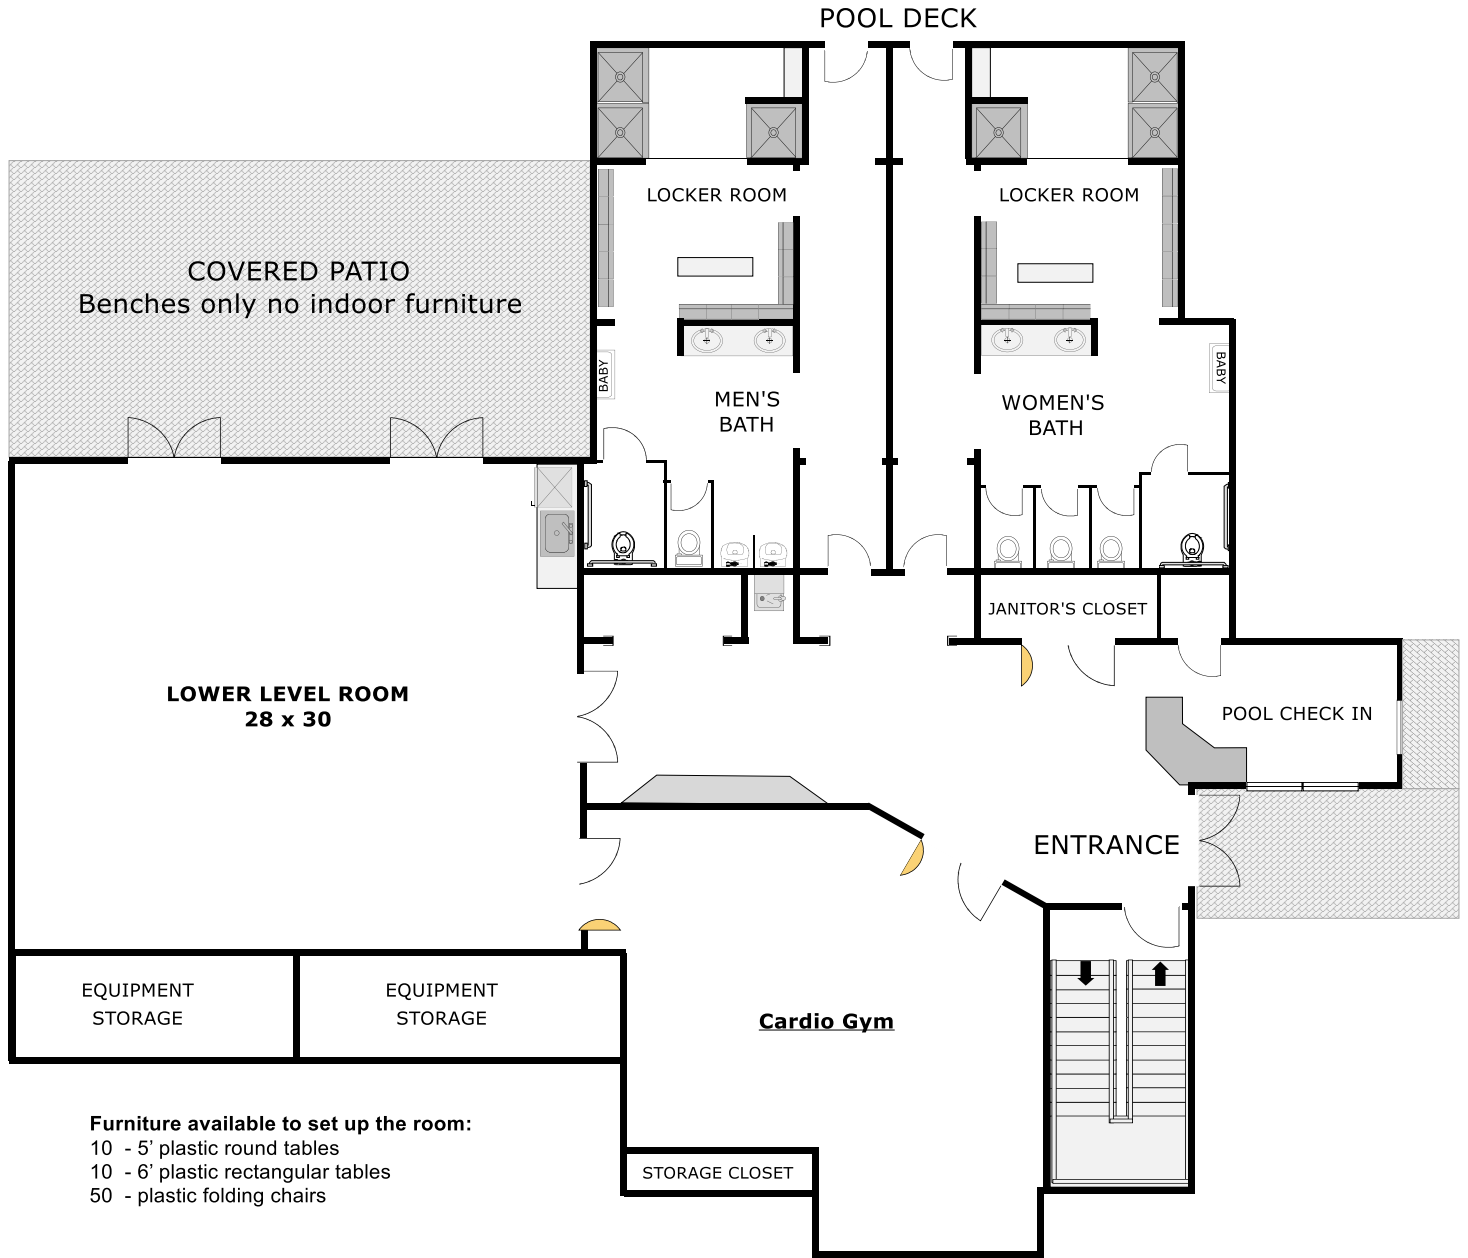 POOL DECK
LOCKER ROOM
LOCKER ROOM
COVERED PATIO
Benches only no indoor furniture
BABY
BABY
MEN'S
BATH
WOMEN'S
BATH
JANITOR'S CLOSET
LOWER LEVEL ROOM
28 x 30
POOL CHECK IN
ENTRANCE
EQUIPMENT
STORAGE
EQUIPMENT
STORAGE
Cardio Gym
Furniture available to set up the room:
10 - 5’ plastic round tables
10 - 6’ plastic rectangular tables
50 - plastic folding chairs
STORAGE CLOSET